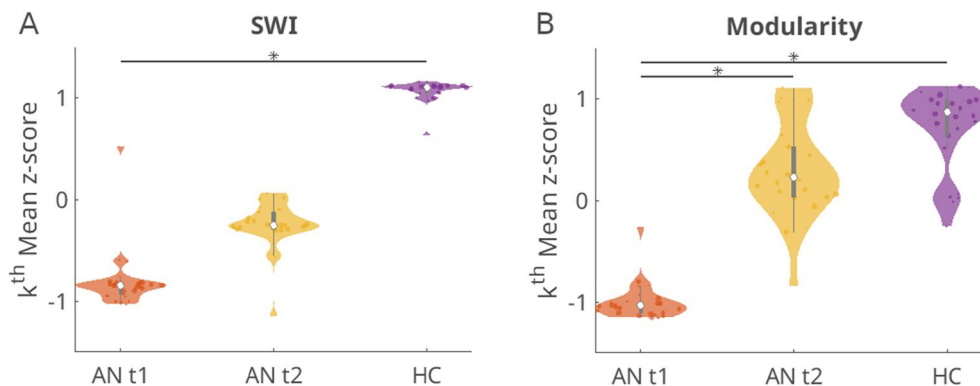 A
SWI
*
k^th Mean z-score
1
0
-1
AN t1 AN t2 HC
B
Modularity
*
*
k^th Mean z-score
1
0
-1
AN t1 AN t2 HC